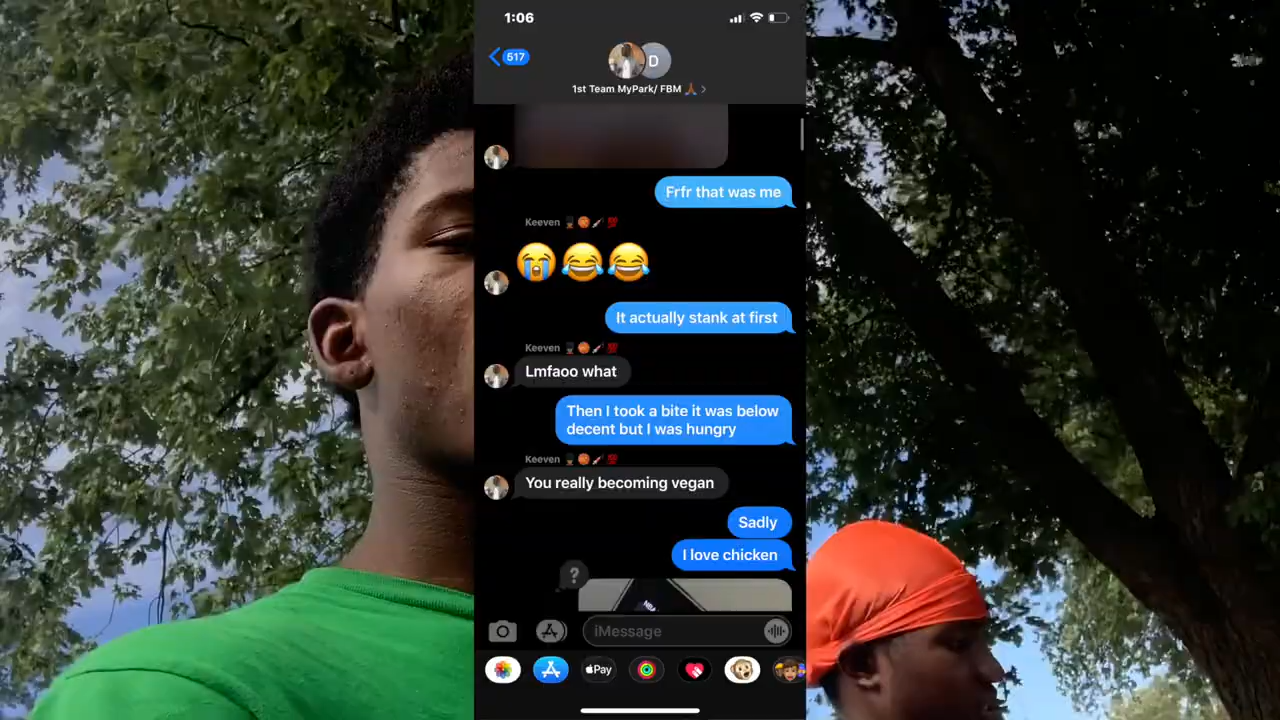 1:06
517
D
1st Team MyPark/ FBM 🙏🏾 >
Frfr that was me
Keeven 🏀💉💯
😭😂😂
It actually stank at first
Keeven 🏀💉💯
Lmfaoo what
Then I took a bite it was below
decent but I was hungry
Keeven 🏀💉💯
You really becoming vegan
Sadly
I love chicken
?
NBA
iMessage
Pay